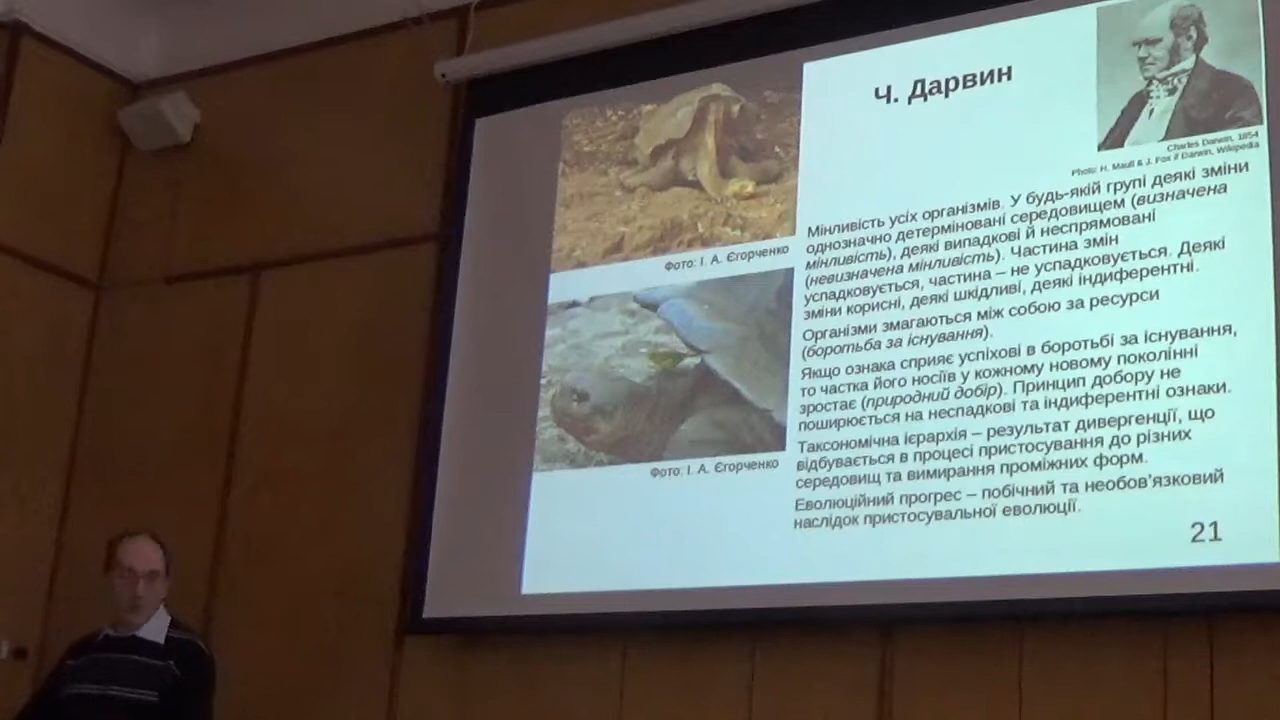 Ч. Дарвин
Charles Darwin, 1854
Photo: H. Maull & J. Fox // Darwin, Wikipedia
Фото: І. А. Єгорченко
Фото: І. А. Єгорченко
Мінливість усіх організмів. У будь-якій групі деякі зміни
однозначно детерміновані середовищем (визначена
мінливість), деякі випадкові й неспрямовані
(невизначена мінливість). Частина змін
успадковується, частина – не успадковується. Деякі
зміни корисні, деякі шкідливі, деякі індиферентні.
Організми змагаються між собою за ресурси
(боротьба за існування).
Якщо ознака сприяє успіхові в боротьбі за існування,
то частка його носіїв у кожному новому поколінні
зростає (природний добір). Принцип добору не
поширюється на неспадкові та індиферентні ознаки.
Таксономічна ієрархія – результат дивергенції, що
відбувається в процесі пристосування до різних
середовищ та вимирання проміжних форм.
Еволюційний прогрес – побічний та необов'язковий
наслідок пристосувальної еволюції.
21